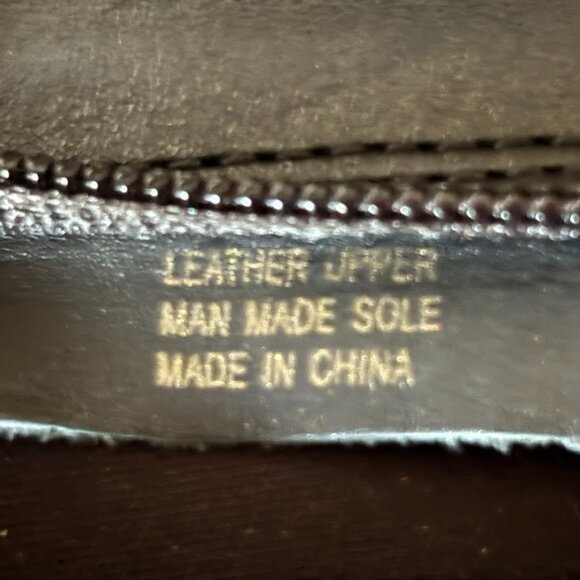 LEATHER UPPER
MAN MADE SOLE
MADE IN CHINA